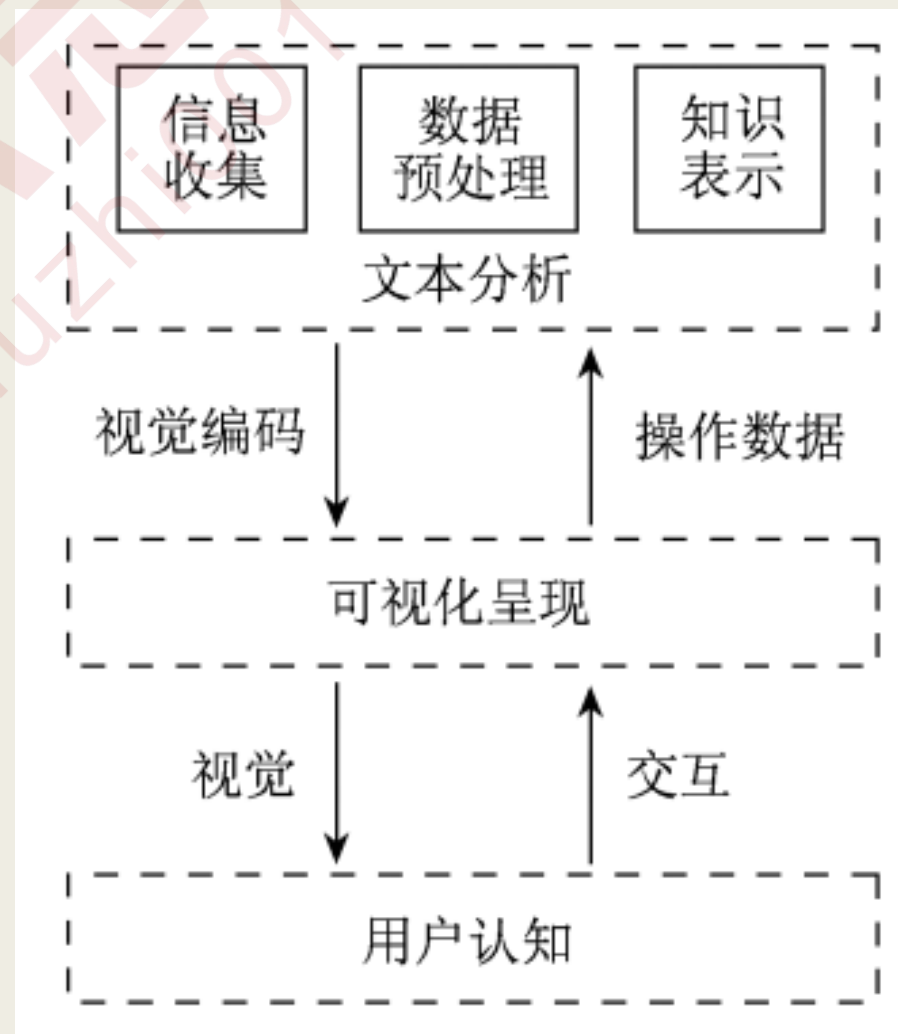 信息
收集
数据
预处理
知识
表示
文本分析
视觉编码
操作数据
可视化呈现
视觉
交互
用户认知